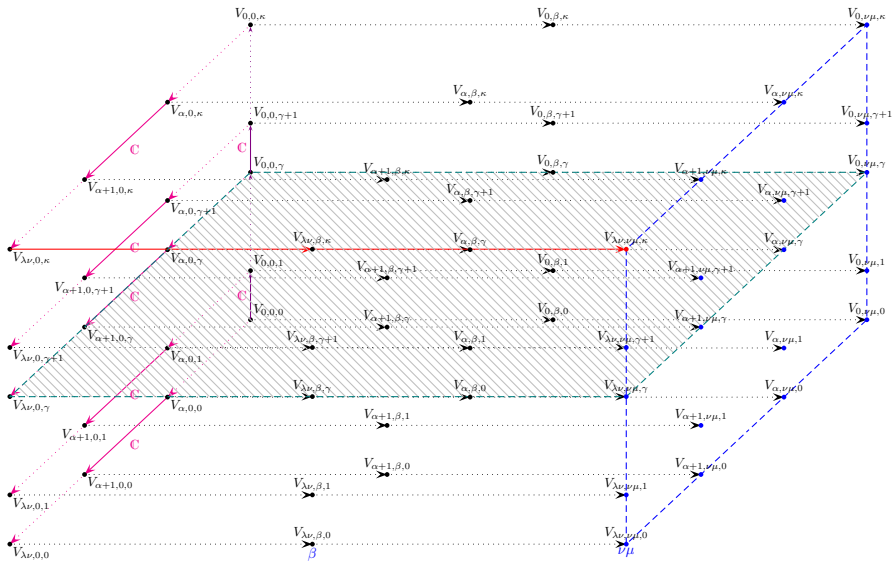 V_{0,0,κ} V_{0,β,κ} V_{0,νμ,κ}
V_{α,0,κ} V_{α,β,κ} V_{α,νμ,κ}
V_{0,0,γ+1} V_{0,β,γ+1} V_{0,νμ,γ+1}
ℂ ℂ
V_{α+1,0,κ} V_{0,0,γ} V_{α+1,β,κ} V_{0,β,γ} V_{α+1,νμ,κ} V_{0,νμ,γ}
V_{α,0,γ+1} V_{α,β,γ+1} V_{α,νμ,γ+1}
V_{λν,0,κ} ℂ V_{α,0,γ} V_{λν,β,κ} V_{α,β,γ} V_{λν,νμ,κ} V_{α,νμ,γ}
V_{α+1,0,γ+1} V_{0,0,1} V_{α+1,β,γ+1} V_{0,β,1} V_{α+1,νμ,γ+1} V_{0,νμ,1}
ℂ ℂ
V_{α+1,0,γ} V_{0,0,0} V_{α+1,β,γ} V_{0,β,0} V_{α+1,νμ,γ} V_{0,νμ,0}
V_{λν,0,γ+1} V_{α,0,1} V_{λν,β,γ+1} V_{α,β,1} V_{λν,νμ,γ+1} V_{α,νμ,1}
V_{λν,0,γ} ℂ V_{α,0,0} V_{λν,β,γ} V_{α,β,0} V_{λν,νμ,γ} V_{α,νμ,0}
V_{α+1,0,1} V_{α+1,β,1} V_{α+1,νμ,1}
ℂ
V_{α+1,0,0} V_{α+1,β,0} V_{α+1,νμ,0}
V_{λν,0,1} V_{λν,β,1} V_{λν,νμ,1}
V_{λν,0,0} V_{λν,β,0} V_{λν,νμ,0}
β νμ